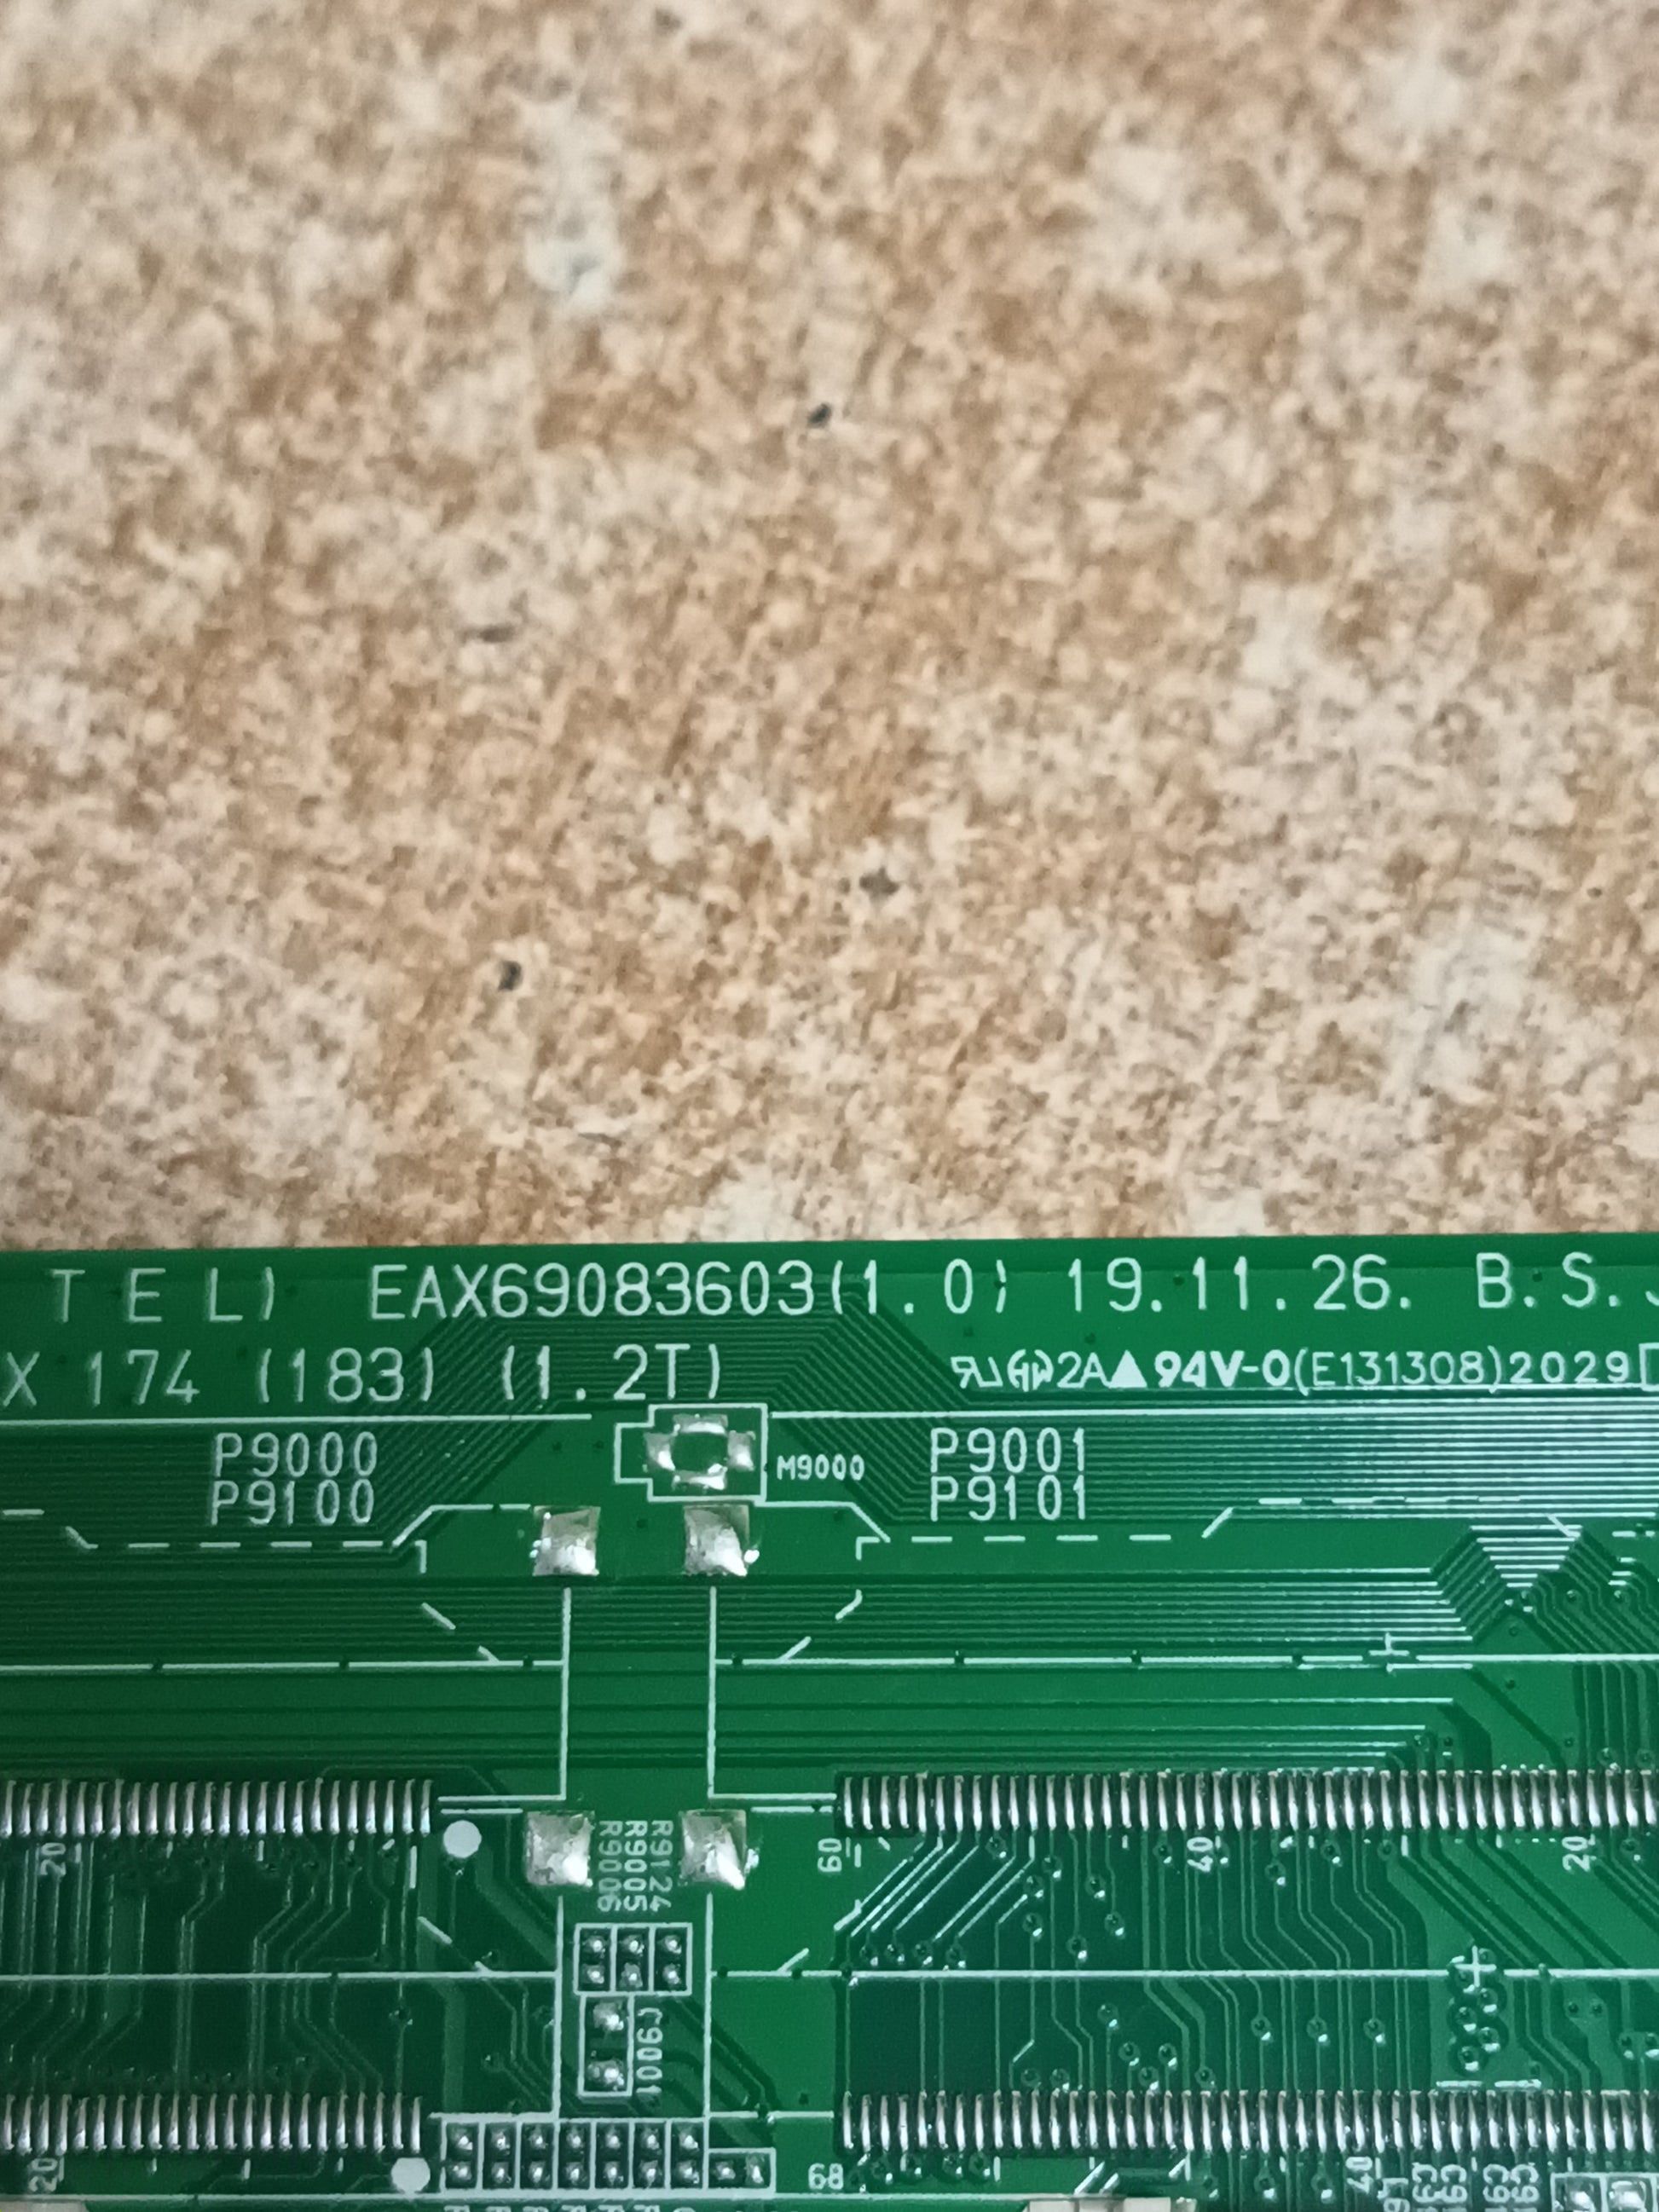 T E L) EAX69083603(1.0) 19.11.26. B.S.
X 174 (183) (1.2T)
2A▲ 94V-0(E131308)2029
P9000
P9100
M9000
P9001
P9101
20
R9006
R9005
R9124
60
40
20
C9001
20
68
40